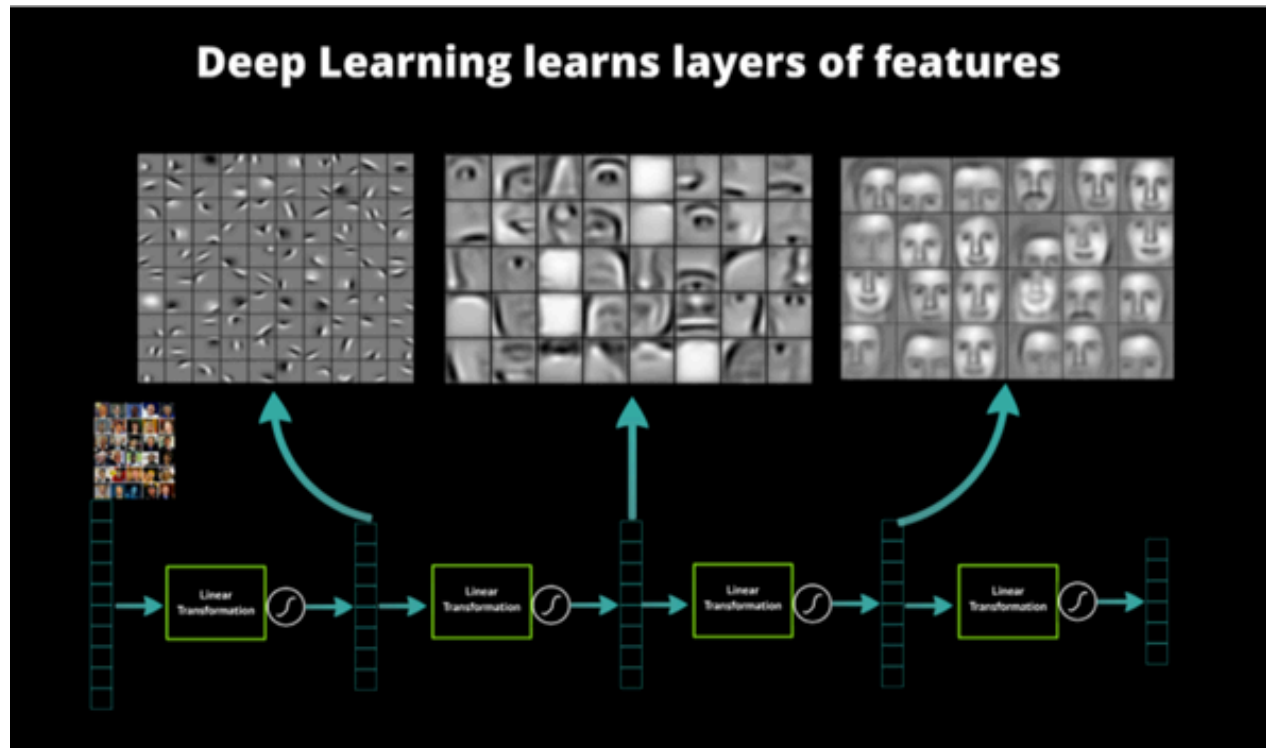 Deep Learning learns layers of features
Linear
Transformation
Linear
Transformation
Linear
Transformation
Linear
Transformation